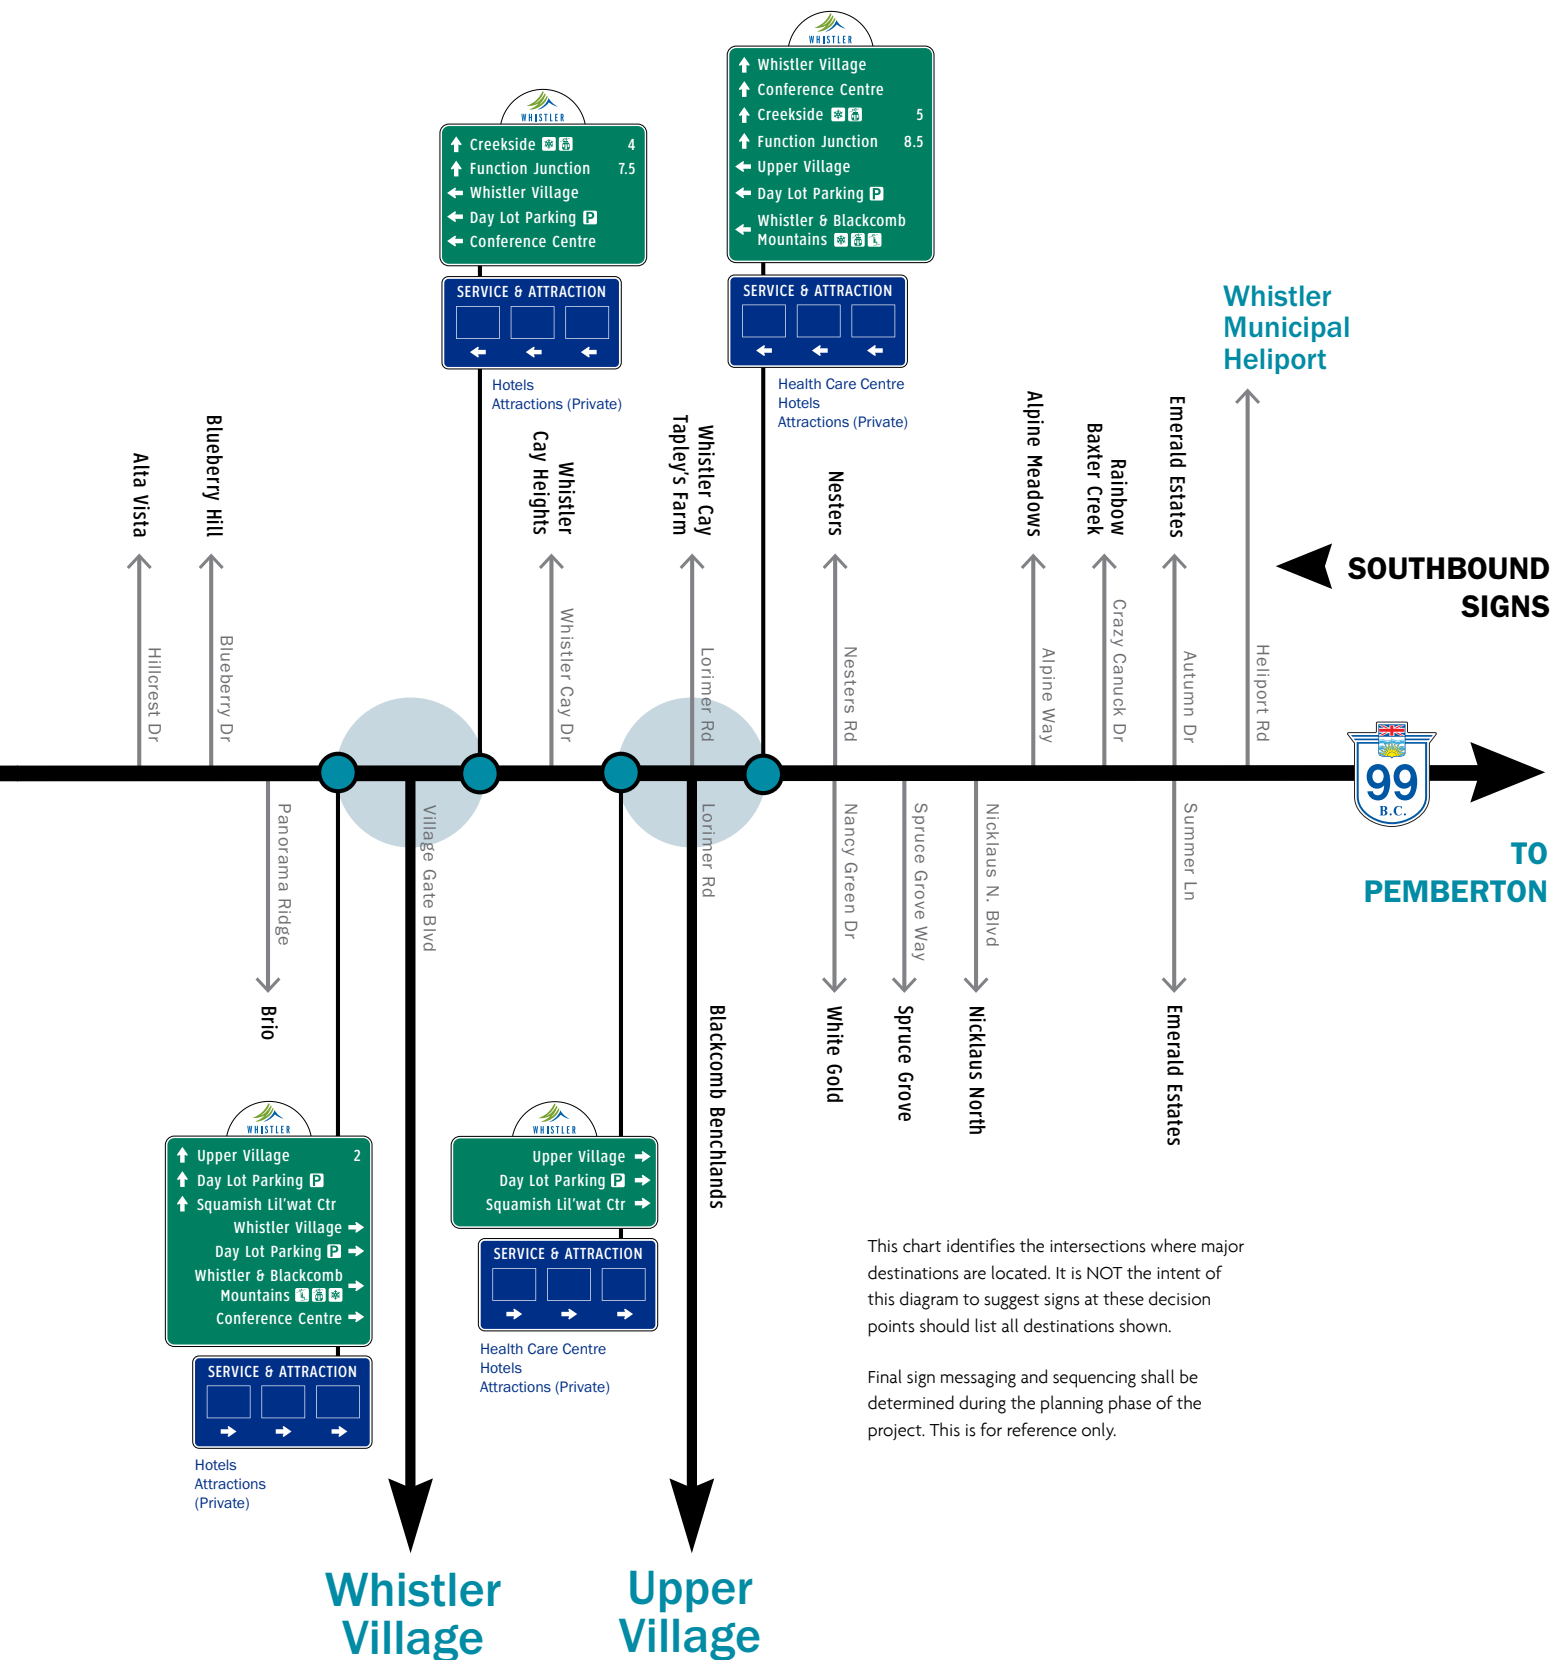 WHISTLER
Whistler Village
Conference Centre
Creekside 5
Function Junction 8.5
Upper Village
Day Lot Parking P
Whistler & Blackcomb
Mountains
SERVICE & ATTRACTION
Health Care Centre
Hotels
Attractions (Private)
WHISTLER
Creekside 4
Function Junction 7.5
Whistler Village
Day Lot Parking P
Conference Centre
SERVICE & ATTRACTION
Hotels
Attractions (Private)
Whistler
Municipal
Heliport
Alta Vista
Blueberry Hill
Whistler
Cay Heights
Whistler Cay
Tapley's Farm
Nesters
Alpine Meadows
Rainbow
Baxter Creek
Emerald Estates
SOUTHBOUND
SIGNS
Hillcrest Dr
Blueberry Dr
Whistler Cay Dr
Lorimer Rd
Nesters Rd
Alpine Way
Crazy Canuck Dr
Autumn Dr
Heliport Rd
99
B.C.
TO
PEMBERTON
Panorama Ridge
Village Gate Blvd
Lorimer Rd
Nancy Green Dr
Spruce Grove Way
Nicklaus N. Blvd
Summer Ln
Brio
Blackcomb Benchlands
White Gold
Spruce Grove
Nicklaus North
Emerald Estates
WHISTLER
Upper Village 2
Day Lot Parking P
Squamish Lil'wat Ctr
Whistler Village
Day Lot Parking P
Whistler & Blackcomb
Mountains
Conference Centre
SERVICE & ATTRACTION
Hotels
Attractions
(Private)
WHISTLER
Upper Village
Day Lot Parking P
Squamish Lil'wat Ctr
SERVICE & ATTRACTION
Health Care Centre
Hotels
Attractions (Private)
This chart identifies the intersections where major
destinations are located. It is NOT the intent of
this diagram to suggest signs at these decision
points should list all destinations shown.
Final sign messaging and sequencing shall be
determined during the planning phase of the
project. This is for reference only.
Whistler
Village
Upper
Village